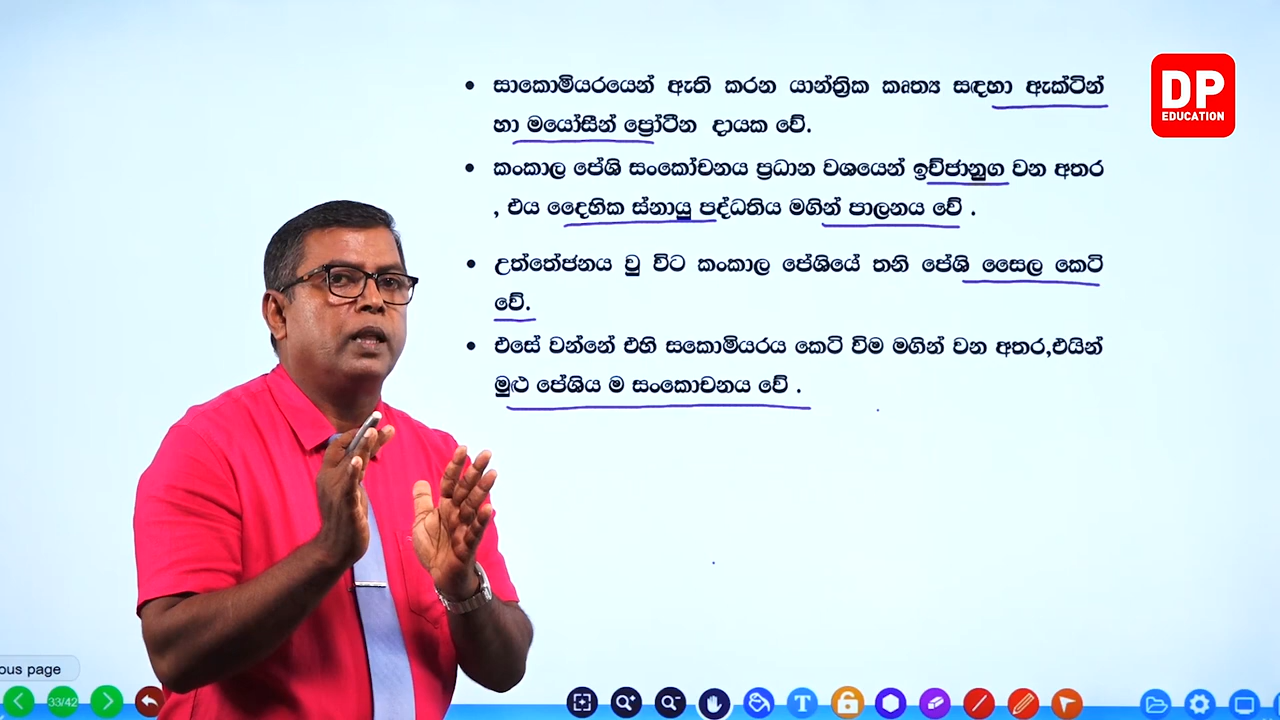 • සාකොමියරයෙන් ඇති කරන යාන්ත්‍රික කෘත්‍ය සඳහා ඇක්ටින්
හා මයෝසීන් ප්‍රෝටීන දායක වේ.
• කංකාල පේශි සංකෝචනය ප්‍රධාන වශයෙන් ඉච්ඡානුග වන අතර
, එය දෛහික ස්නායු පද්ධතිය මගින් පාලනය වේ .
• උත්තේජනය වු විට කංකාල පේශියේ තනි පේශි සෛල කෙටි
වේ.
• එසේ වන්නේ එහි සකොමියරය කෙටි විම මගින් වන අතර,එයින්
මුළු පේශිය ම සංකොචනය වේ .
DP
EDUCATION
ous page
33/42
T